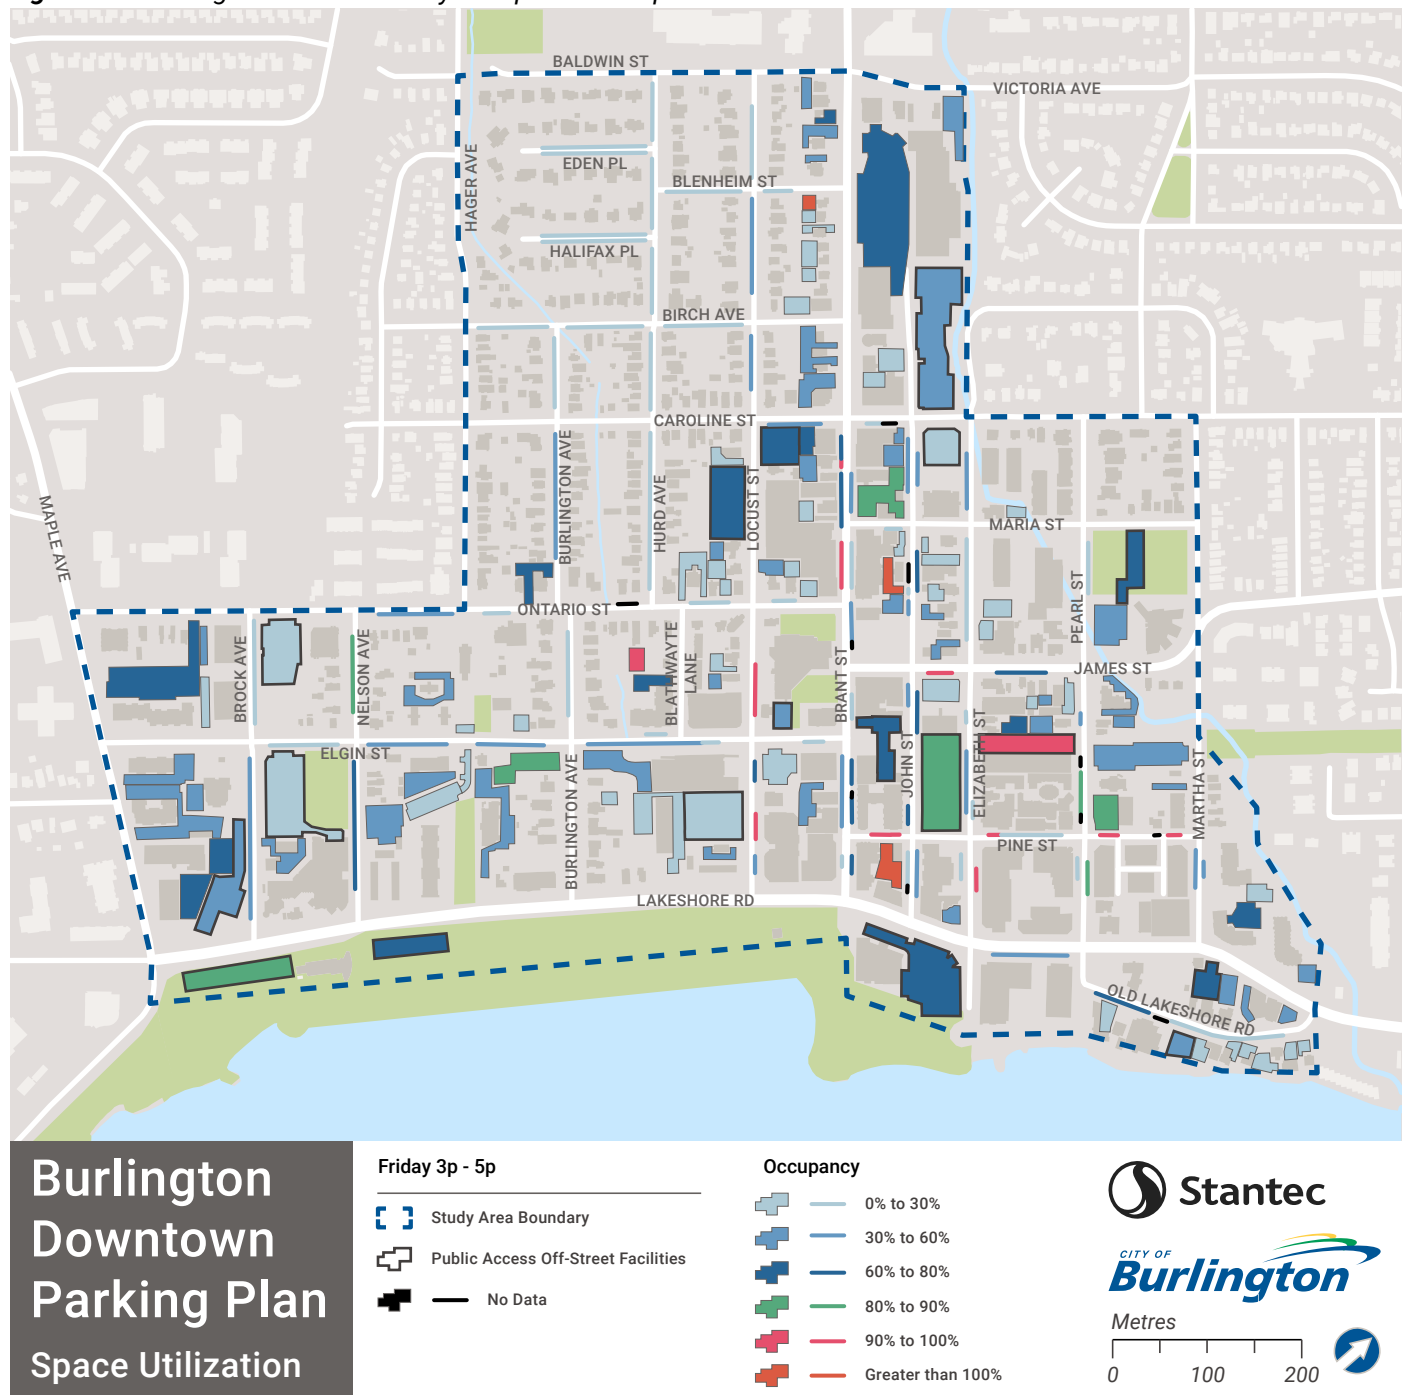 BALDWIN ST
VICTORIA AVE
HAGER AVE
EDEN PL
BLENHEIM ST
HALIFAX PL
BIRCH AVE
CAROLINE ST
MAPLE AVE
BURLINGTON AVE
HURD AVE
LOCUST ST
MARIA ST
ONTARIO ST
PEARL ST
BROCK AVE
NELSON AVE
BLATHWAYTE
LANE
BRANT ST
JAMES ST
ELGIN ST
BURLINGTON AVE
JOHN ST
ELIZABETH ST
MARTHA ST
PINE ST
LAKESHORE RD
OLD LAKESHORE RD
Burlington
Downtown
Parking Plan
Space Utilization
Friday 3p - 5p
Study Area Boundary
Public Access Off-Street Facilities
No Data
Occupancy
0% to 30%
30% to 60%
60% to 80%
80% to 90%
90% to 100%
Greater than 100%
Stantec
CITY OF
Burlington
Metres
0 100 200